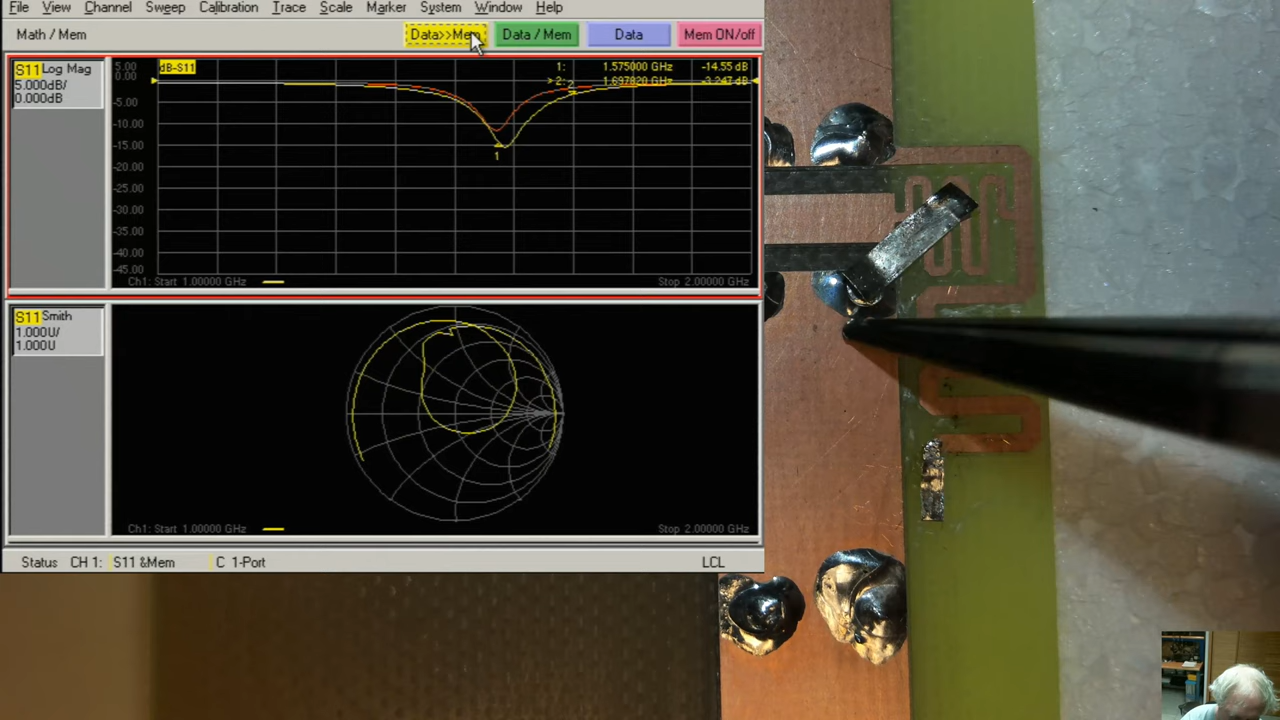 File View Channel Sweep Calibration Trace Scale Marker System Window Help
Math / Mem Data>>Mem Data / Mem Data Mem ON/off
S11 Log Mag
5.000dB/
0.000dB
dB-S11
1: 1.575000 GHz -14.55 dB
> 2: 1.697820 GHz -3.247 dB
5.00
0.00
-5.00
-10.00
-15.00
-20.00
-25.00
-30.00
-35.00
-40.00
-45.00
2
1
Ch1: Start 1.00000 GHz Stop 2.00000 GHz
S11 Smith
1.000U/
1.000U
Ch1: Start 1.00000 GHz Stop 2.00000 GHz
Status CH 1: S11 &Mem C 1-Port LCL